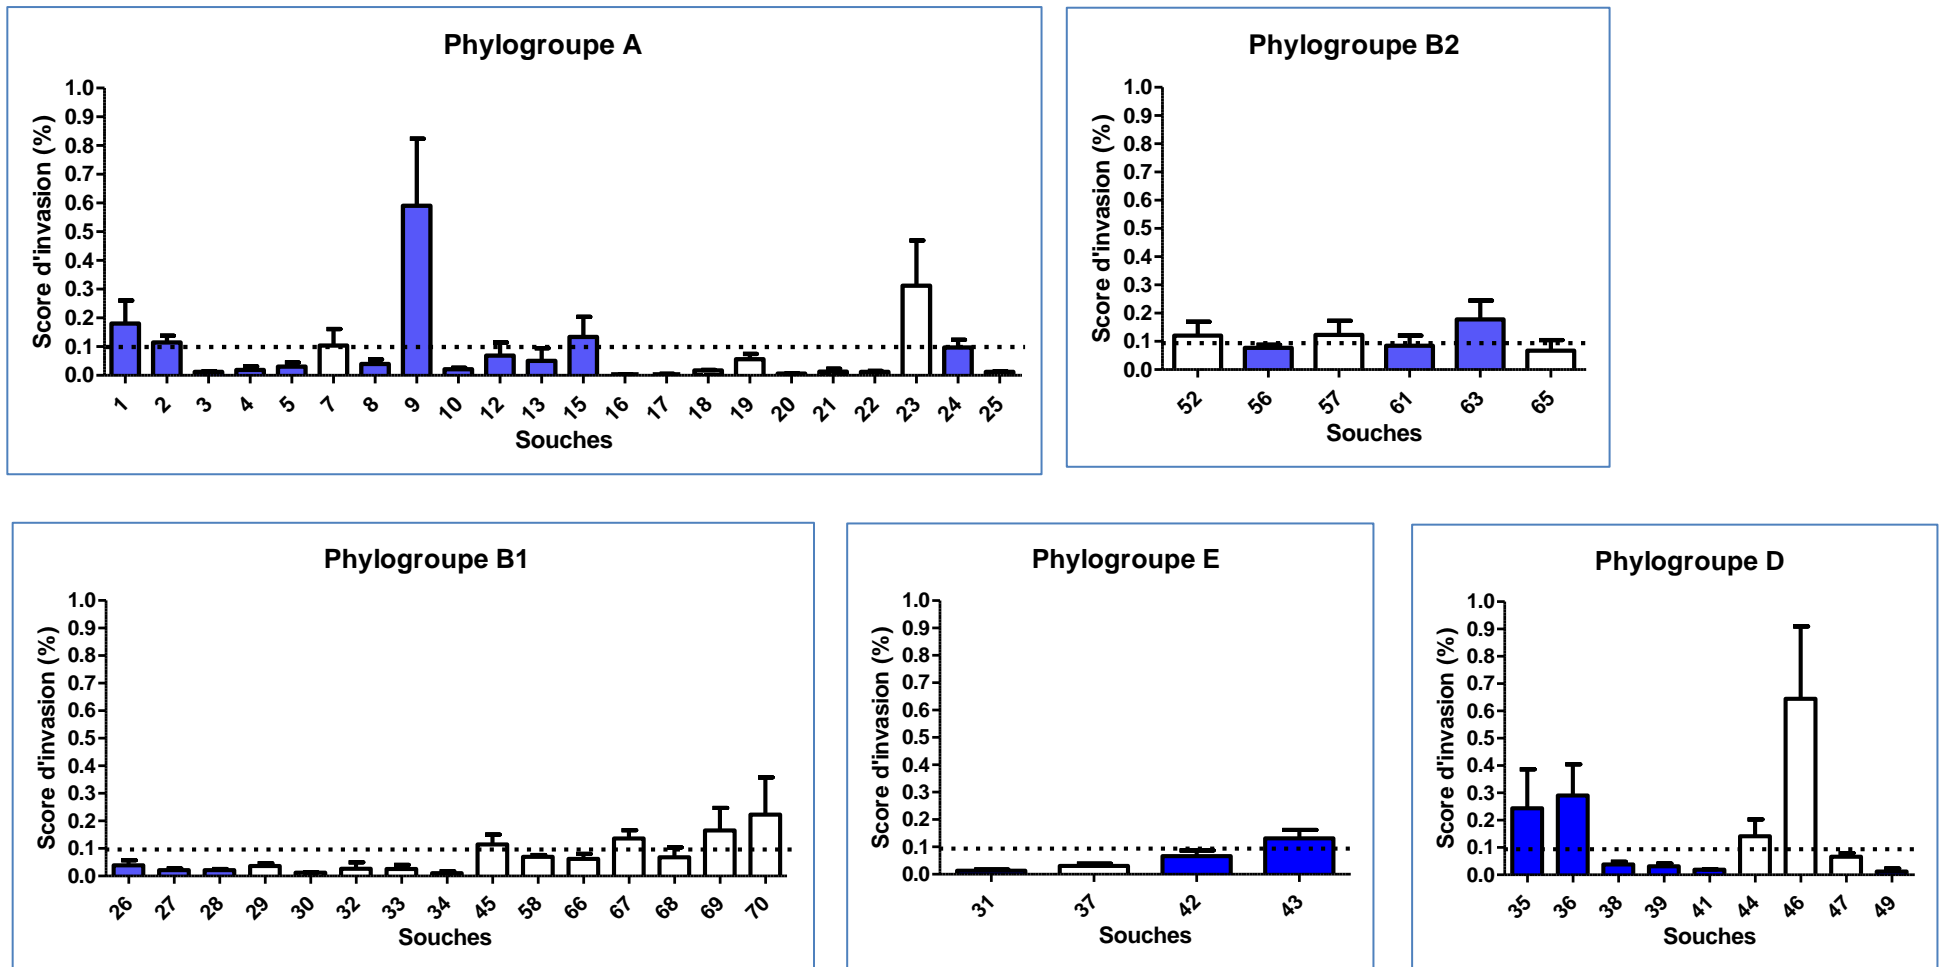 Phylogroupe A
Score d'invasion (%)
1.0
0.9
0.8
0.7
0.6
0.5
0.4
0.3
0.2
0.1
0.0
1 2 3 4 5 7 8 9 10 12 13 15 16 17 18 19 20 21 22 23 24 25
Souches
Phylogroupe B2
Score d'invasion (%)
1.0
0.9
0.8
0.7
0.6
0.5
0.4
0.3
0.2
0.1
0.0
52 56 57 61 63 65
Souches
Phylogroupe B1
Score d'invasion (%)
1.0
0.9
0.8
0.7
0.6
0.5
0.4
0.3
0.2
0.1
0.0
26 27 28 29 30 32 33 34 45 58 66 67 68 69 70
Souches
Phylogroupe E
Score d'invasion (%)
1.0
0.9
0.8
0.7
0.6
0.5
0.4
0.3
0.2
0.1
0.0
31 37 42 43
Souches
Phylogroupe D
Score d'invasion (%)
1.0
0.9
0.8
0.7
0.6
0.5
0.4
0.3
0.2
0.1
0.0
35 36 38 39 41 44 46 47 49
Souches